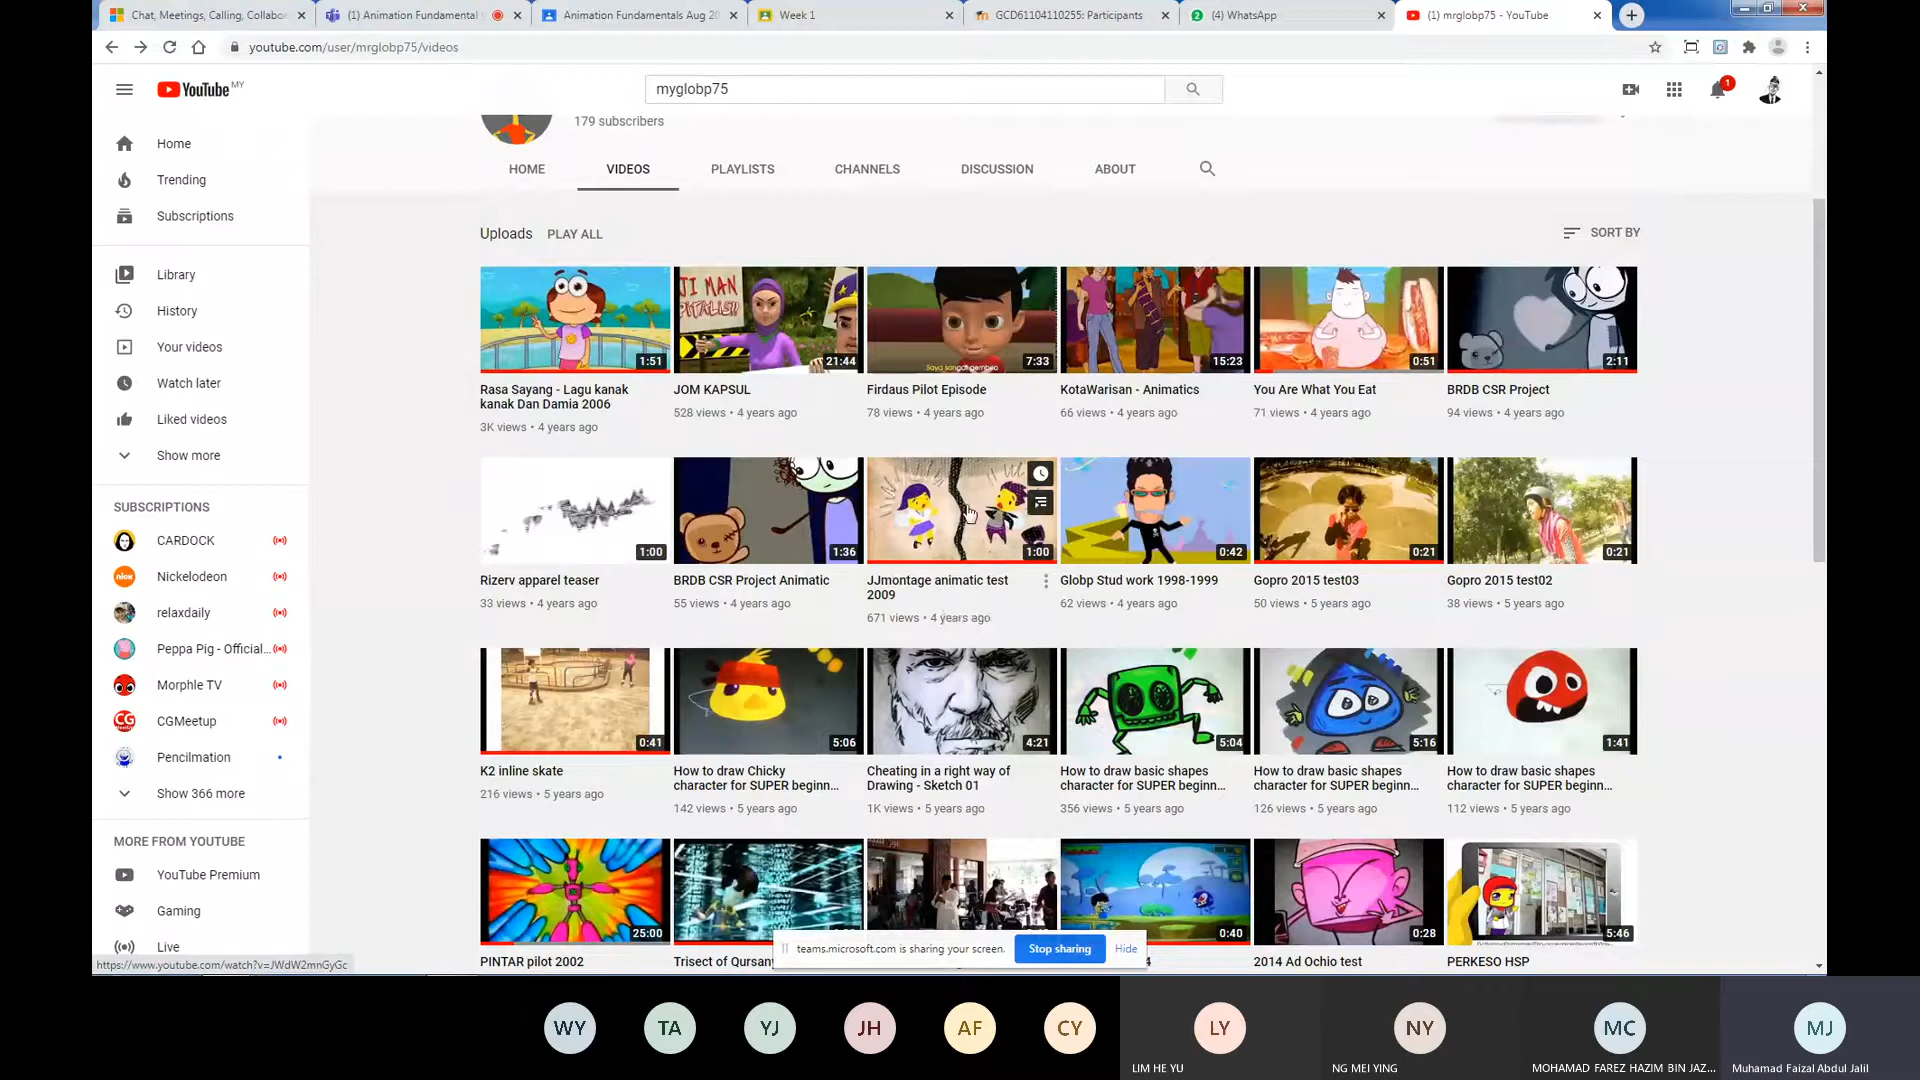 Chat, Meetings, Calling, Collabor
(1) Animation Fundamental
Animation Fundamentals Aug 20
Week 1
GCD61104110255: Participants
(4) WhatsApp
(1) mrglobp75 - YouTube
youtube.com/user/mrglobp75/videos
YouTube MY
myglobp75
1
179 subscribers
HOME
VIDEOS
PLAYLISTS
CHANNELS
DISCUSSION
ABOUT
Home
Trending
Subscriptions
Library
History
Your videos
Watch later
Liked videos
Show more
SUBSCRIPTIONS
CARDOCK
Nickelodeon
relaxdaily
Peppa Pig - Official...
Morphle TV
CGMeetup
Pencilmation
Show 366 more
MORE FROM YOUTUBE
YouTube Premium
Gaming
Live
https://www.youtube.com/watch?v=JWdW2mnGyGc
Uploads PLAY ALL
SORT BY
1:51
JI MAN
PITALIS
21:44
Saya sangat gembira
7:33
15:23
0:51
2:11
Rasa Sayang - Lagu kanak
kanak Dan Damia 2006
3K views • 4 years ago
JOM KAPSUL
528 views • 4 years ago
Firdaus Pilot Episode
78 views • 4 years ago
KotaWarisan - Animatics
66 views • 4 years ago
You Are What You Eat
71 views • 4 years ago
BRDB CSR Project
94 views • 4 years ago
1:00
1:36
1:00
0:42
0:21
0:21
Rizerv apparel teaser
33 views • 4 years ago
BRDB CSR Project Animatic
55 views • 4 years ago
JJmontage animatic test
2009
671 views • 4 years ago
Globp Stud work 1998-1999
62 views • 4 years ago
Gopro 2015 test03
50 views • 5 years ago
Gopro 2015 test02
38 views • 5 years ago
0:41
5:06
4:21
5:04
5:16
1:41
K2 inline skate
216 views • 5 years ago
How to draw Chicky
character for SUPER beginn...
142 views • 5 years ago
Cheating in a right way of
Drawing - Sketch 01
1K views • 5 years ago
How to draw basic shapes
character for SUPER beginn...
356 views • 5 years ago
How to draw basic shapes
character for SUPER beginn...
126 views • 5 years ago
How to draw basic shapes
character for SUPER beginn...
112 views • 5 years ago
25:00
0:40
0:28
5:46
PINTAR pilot 2002
Trisect of Qursany
4
2014 Ad Ochio test
PERKESO HSP
teams.microsoft.com is sharing your screen.
Stop sharing
Hide
WY
TA
YJ
JH
AF
CY
LY
NY
MC
MJ
LIM HE YU
NG MEI YING
MOHAMAD FAREZ HAZIM BIN JAZ...
Muhamad Faizal Abdul Jalil